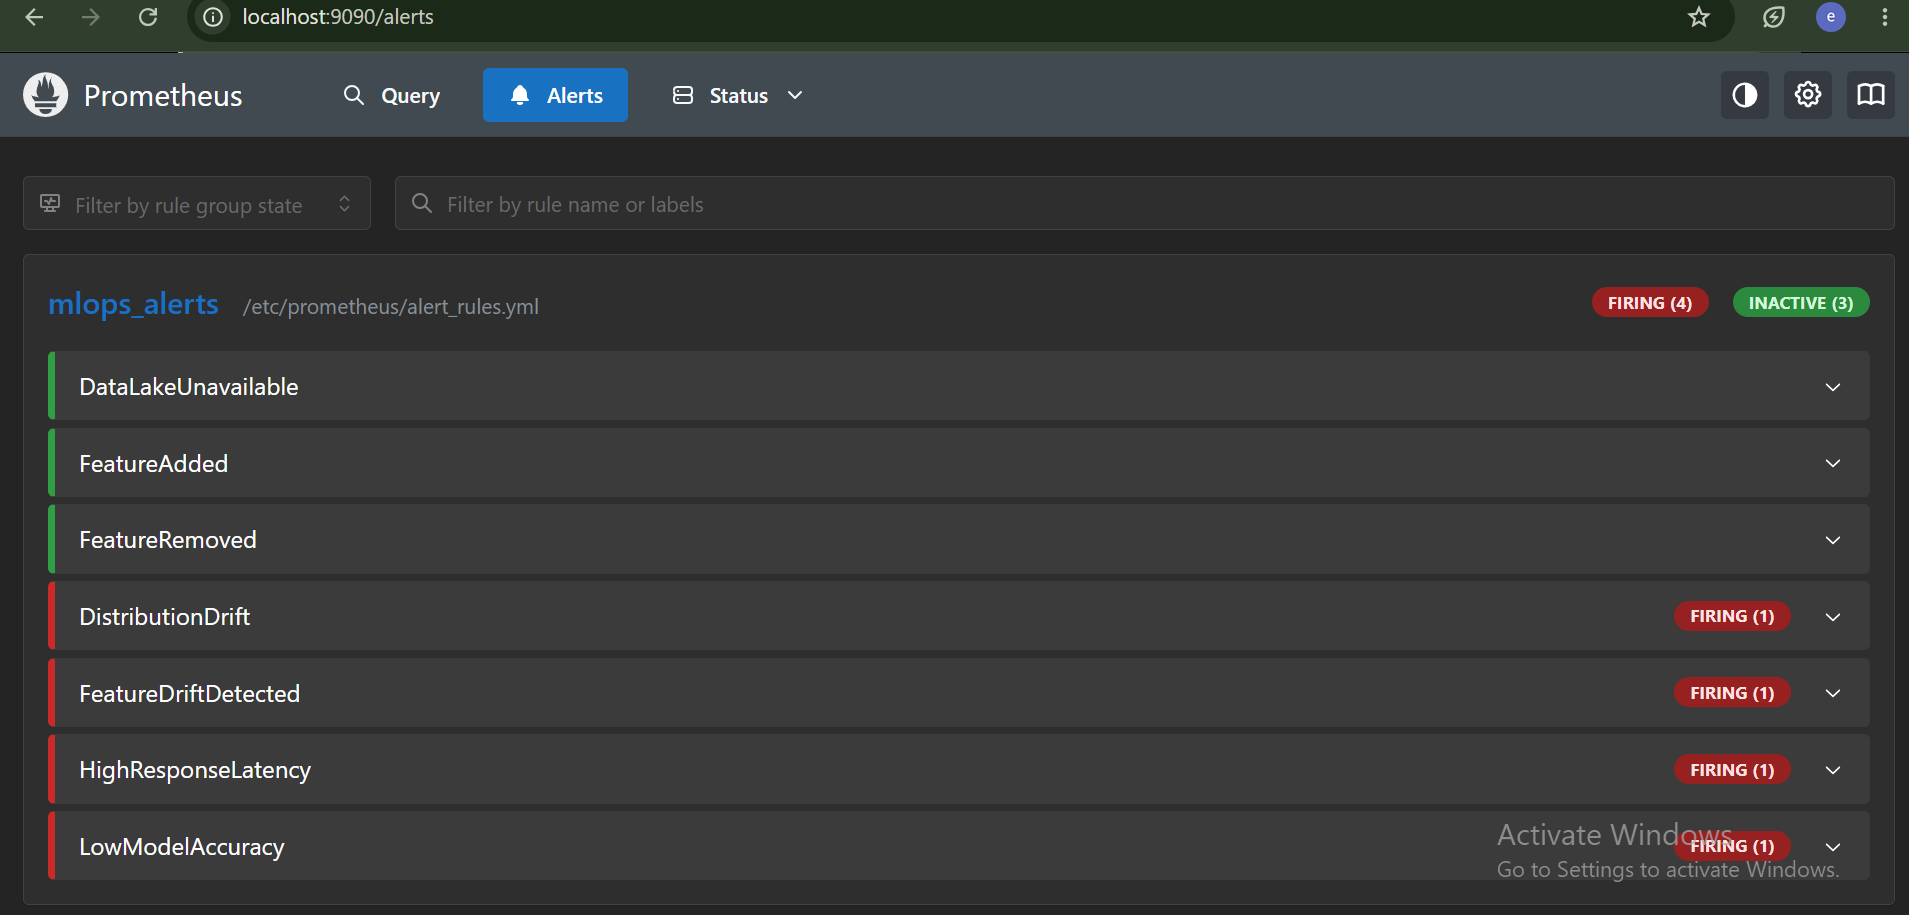 localhost:9090/alerts
e
Prometheus Query Alerts Status
Filter by rule group state Filter by rule name or labels
mlops_alerts /etc/prometheus/alert_rules.yml FIRING (4) INACTIVE (3)
DataLakeUnavailable
FeatureAdded
FeatureRemoved
DistributionDrift FIRING (1)
FeatureDriftDetected FIRING (1)
HighResponseLatency FIRING (1)
LowModelAccuracy FIRING (1)
Activate Windows
Go to Settings to activate Windows.